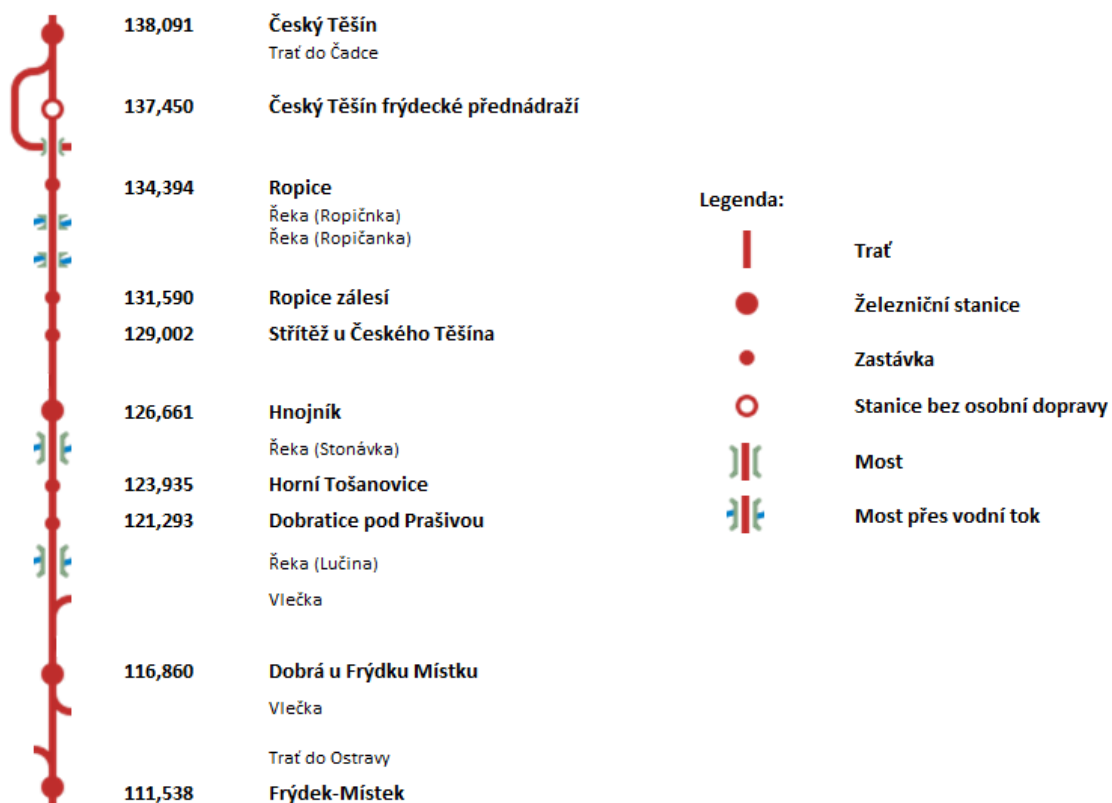 138,091 Český Těšín
Trať do Čadce
137,450 Český Těšín frýdecké přednádraží
134,394 Ropice
Řeka (Ropičnka)
Řeka (Ropičanka)
131,590 Ropice zálesí
129,002 Střítěž u Českého Těšína
126,661 Hnojník
Řeka (Stonávka)
123,935 Horní Tošanovice
121,293 Dobratice pod Prašivou
Řeka (Lučina)
Vlečka
116,860 Dobrá u Frýdku Místku
Vlečka
Trať do Ostravy
111,538 Frýdek-Místek
Legenda:
Trať
Železniční stanice
Zastávka
Stanice bez osobní dopravy
Most
Most přes vodní tok